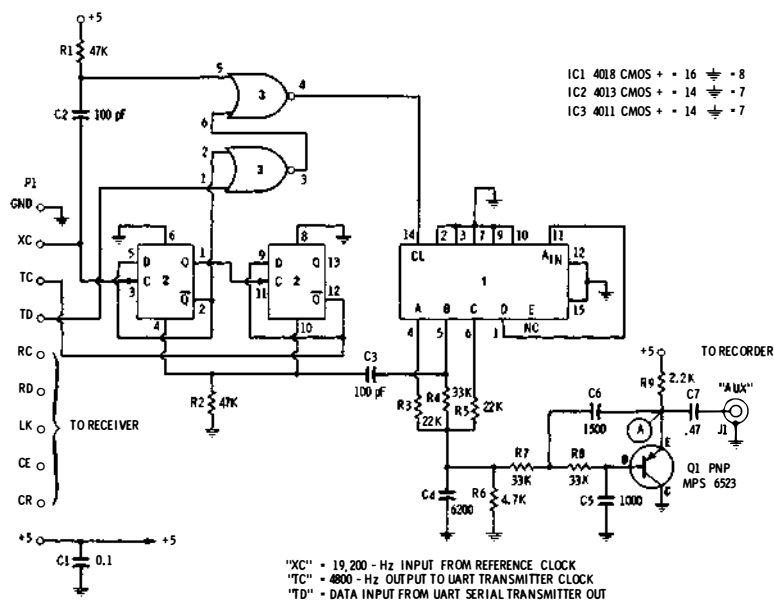 +5
R1
47K
C2
100 pF
P1
GND
XC
TC
TD
RC
RD
LK
CE
CR
TO RECEIVER
+5
+5
C1
0.1
5
6
3
4
2
1
3
3
IC1 4018 CMOS + = 16 ⏚ = 8
IC2 4013 CMOS + = 14 ⏚ = 7
IC3 4011 CMOS + = 14 ⏚ = 7
6
5
D
Q
1
C
2
3
Q
2
4
8
9
D
Q
13
C
2
11
Q
12
10
14
2
3
7
9
10
11
CL
AIN
12
1
15
A
B
C
D
E
NC
4
5
6
1
R2
47K
C3
100 pF
R3
22K
R4
33K
R5
22K
C4
6200
R6
4.7K
R7
33K
R8
33K
C5
1000
C6
1500
+5
R9
2.2K
A
C7
.47
TO RECORDER
"AUX"
J1
B
E
C
Q1 PNP
MPS 6523
"XC" = 19,200 - Hz INPUT FROM REFERENCE CLOCK
"TC" = 4800 - Hz OUTPUT TO UART TRANSMITTER CLOCK
"TD" = DATA INPUT FROM UART SERIAL TRANSMITTER OUT